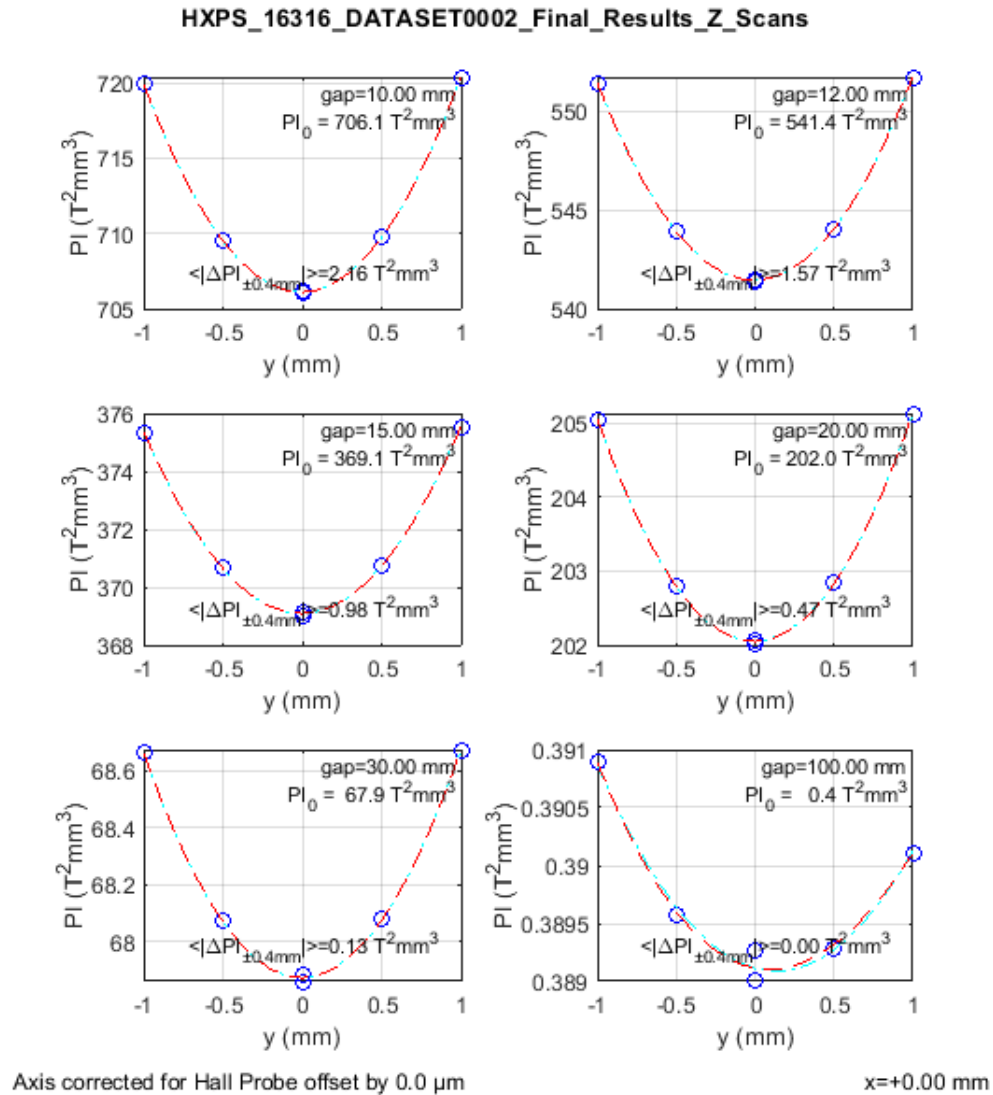 HXPS_16316_DATASET0002_Final_Results_Z_Scans
720
715
710
705
PI (T²mm³)
gap=10.00 mm
PI₀ = 706.1 T²mm³
<|ΔPI±0.4mm|>=2.16 T²mm³
-1 -0.5 0 0.5 1
y (mm)
550
545
540
PI (T²mm³)
gap=12.00 mm
PI₀ = 541.4 T²mm³
<|ΔPI±0.4mm|>=1.57 T²mm³
-1 -0.5 0 0.5 1
y (mm)
376
374
372
370
368
PI (T²mm³)
gap=15.00 mm
PI₀ = 369.1 T²mm³
<|ΔPI±0.4mm|>=0.98 T²mm³
-1 -0.5 0 0.5 1
y (mm)
205
204
203
202
PI (T²mm³)
gap=20.00 mm
PI₀ = 202.0 T²mm³
<|ΔPI±0.4mm|>=0.47 T²mm³
-1 -0.5 0 0.5 1
y (mm)
68.6
68.4
68.2
68
PI (T²mm³)
gap=30.00 mm
PI₀ = 67.9 T²mm³
<|ΔPI±0.4mm|>=0.13 T²mm³
-1 -0.5 0 0.5 1
y (mm)
0.391
0.3905
0.39
0.3895
0.389
PI (T²mm³)
gap=100.00 mm
PI₀ = 0.4 T²mm³
<|ΔPI±0.4mm|>=0.00 T²mm³
-1 -0.5 0 0.5 1
y (mm)
Axis corrected for Hall Probe offset by 0.0 µm
x=+0.00 mm